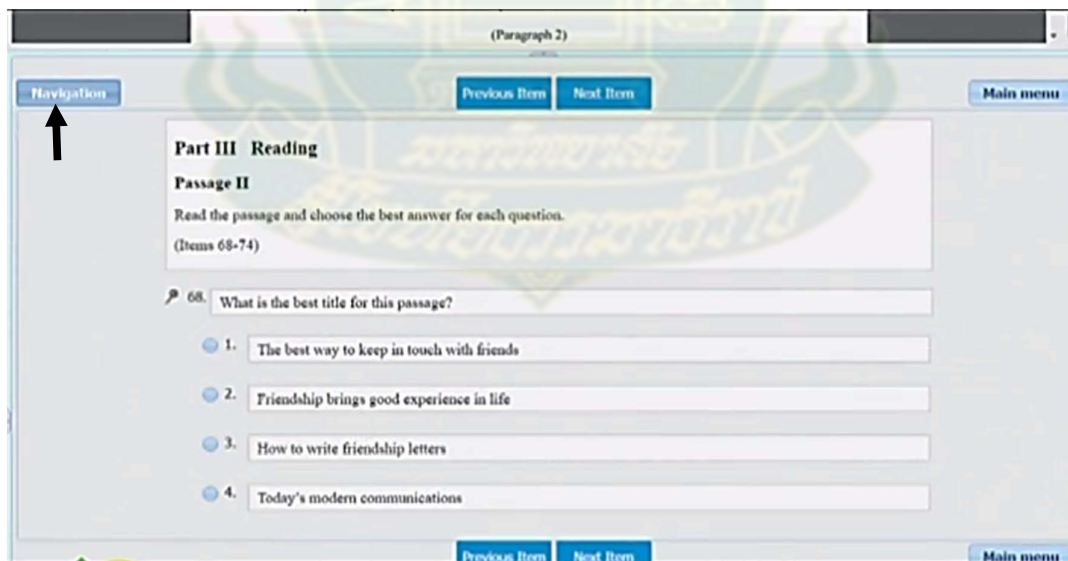 (Paragraph 2)
Navigation
Previous Item Next Item
Main menu
Part III Reading
Passage II
Read the passage and choose the best answer for each question.
(Items 68-74)
68. What is the best title for this passage?
1. The best way to keep in touch with friends
2. Friendship brings good experience in life
3. How to write friendship letters
4. Today's modern communications
Previous Item Next Item
Main menu